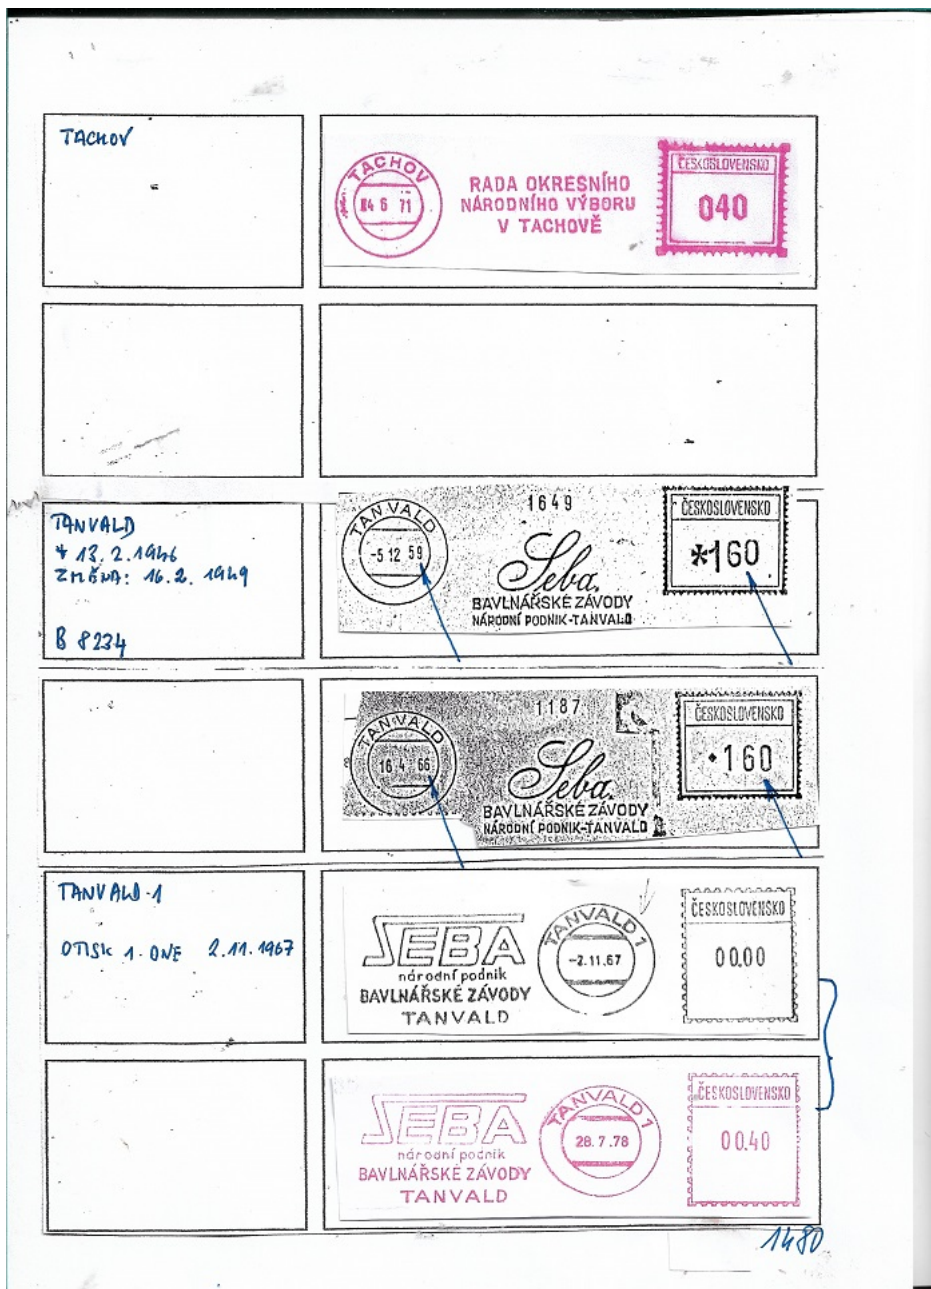 TACHOV
TACHOV
04 6 71
RADA OKRESNÍHO
NÁRODNÍHO VÝBORU
V TACHOVĚ
ČESKOSLOVENSKO
040
TANVALD
* 13. 2. 1946
ZMĚNA: 16. 2. 1949
B 8234
TANVALD
-5 12 59
1649
Seba
BAVLNÁŘSKÉ ZÁVODY
NÁRODNÍ PODNIK-TANVALD
ČESKOSLOVENSKO
*160
TANVALD
16 4 66
1187
Seba
BAVLNÁŘSKÉ ZÁVODY
NÁRODNÍ PODNIK-TANVALD
ČESKOSLOVENSKO
160
TANVALD-1
OTISK 1. DNE 2.11.1967
SEBA
národní podnik
BAVLNÁŘSKÉ ZÁVODY
TANVALD
TANVALD 1
-2.11.67
ČESKOSLOVENSKO
00.00
SEBA
národní podnik
BAVLNÁŘSKÉ ZÁVODY
TANVALD
TANVALD 1
28. 7. 78
ČESKOSLOVENSKO
00.40
1480